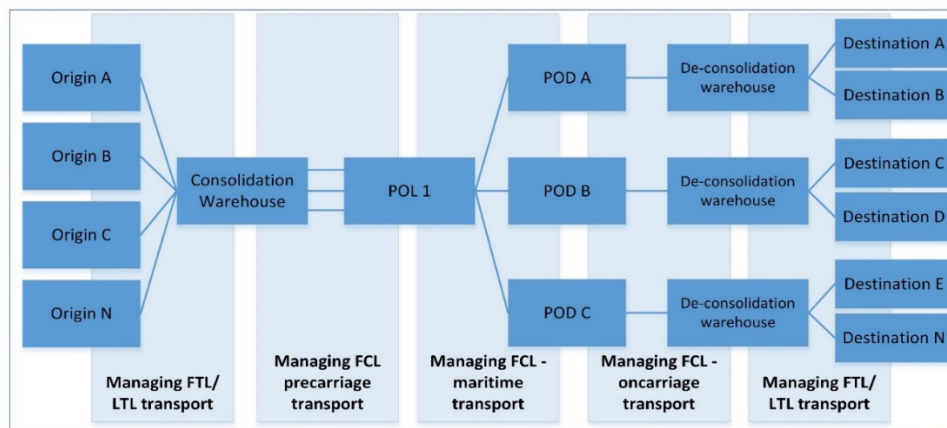 Origin A
Origin B
Origin C
Origin N
Consolidation
Warehouse
POL 1
POD A
POD B
POD C
De-consolidation
warehouse
De-consolidation
warehouse
De-consolidation
warehouse
Destination A
Destination B
Destination C
Destination D
Destination E
Destination N
Managing FTL/
LTL transport
Managing FCL
precarriage
transport
Managing FCL -
maritime
transport
Managing FCL -
oncarriage
transport
Managing FTL/
LTL transport